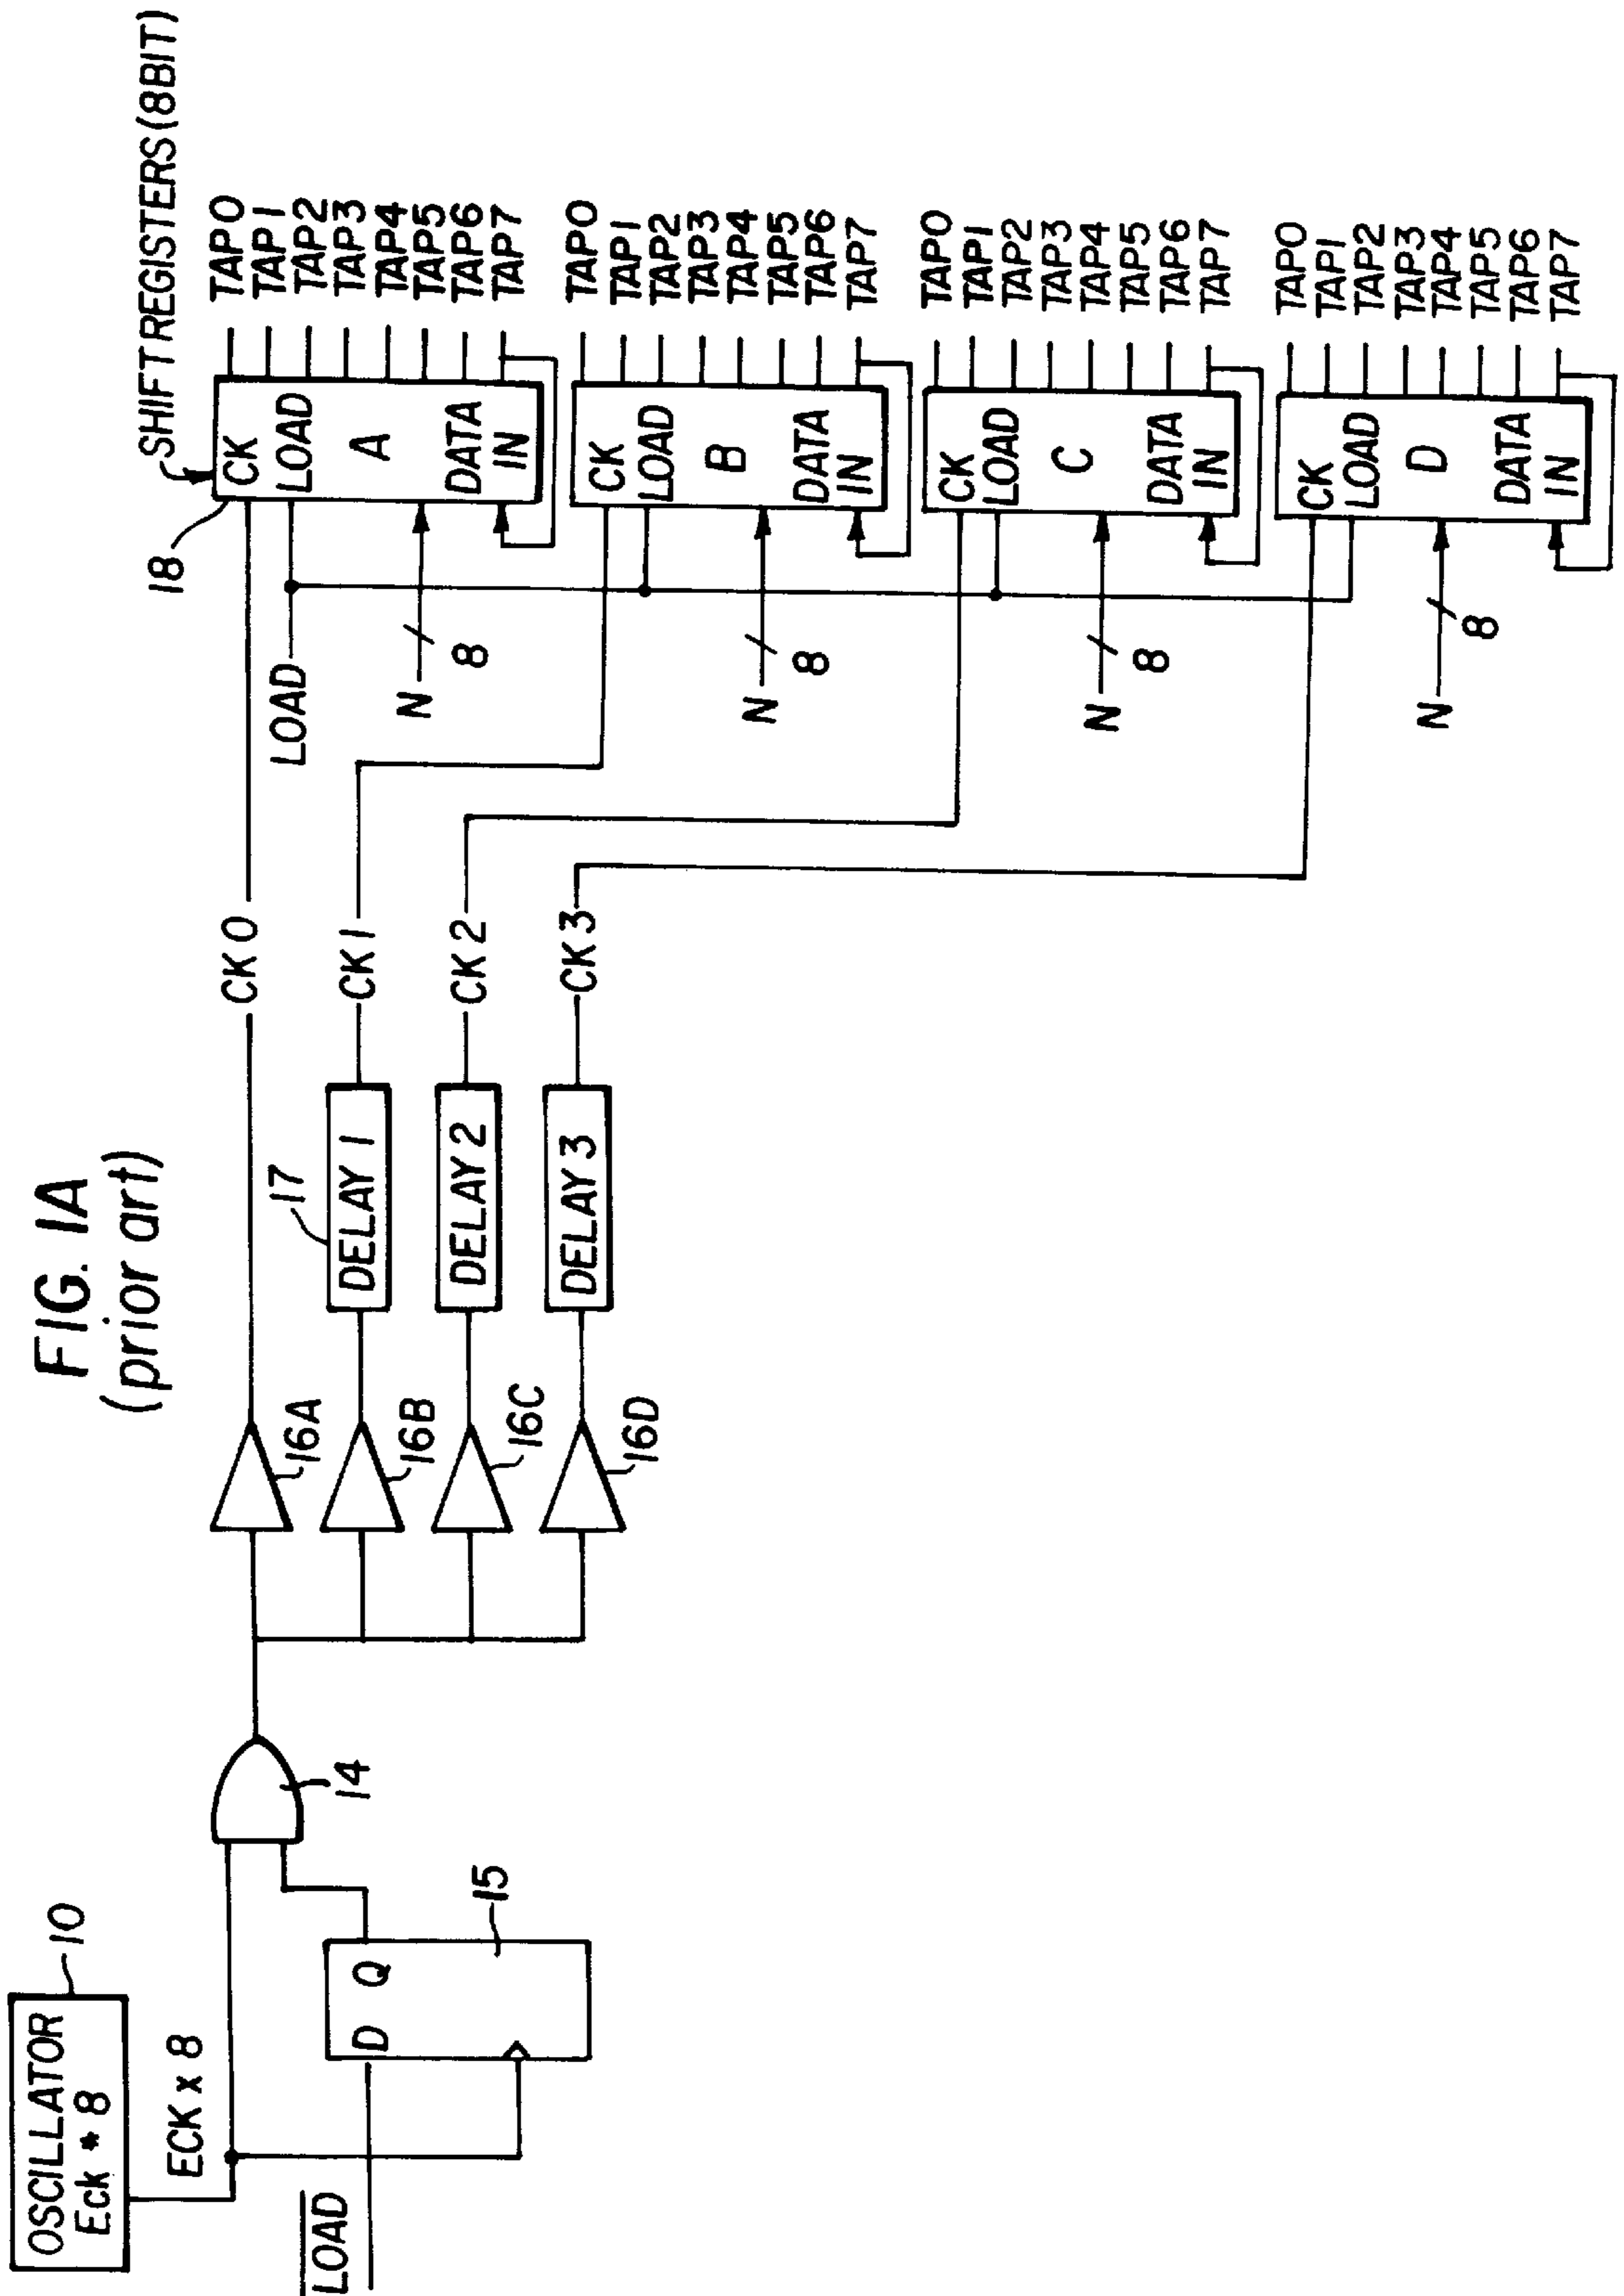 FIG. 1A
(prior art)
OSCILLATOR
Eck * 8
10
ECK x 8
LOAD
D Q
15
14
16A
16B
16C
16D
17
DELAY 1
DELAY 2
DELAY 3
CK 0
CK 1
CK 2
CK 3
LOAD
18
SHIFT REGISTERS (8BIT)
CK
LOAD
A
DATA
IN
N
8
TAP0
TAP1
TAP2
TAP3
TAP4
TAP5
TAP6
TAP7
CK
LOAD
B
DATA
IN
N
8
TAP0
TAP1
TAP2
TAP3
TAP4
TAP5
TAP6
TAP7
CK
LOAD
C
DATA
IN
N
8
TAP0
TAP1
TAP2
TAP3
TAP4
TAP5
TAP6
TAP7
CK
LOAD
D
DATA
IN
N
8
TAP0
TAP1
TAP2
TAP3
TAP4
TAP5
TAP6
TAP7